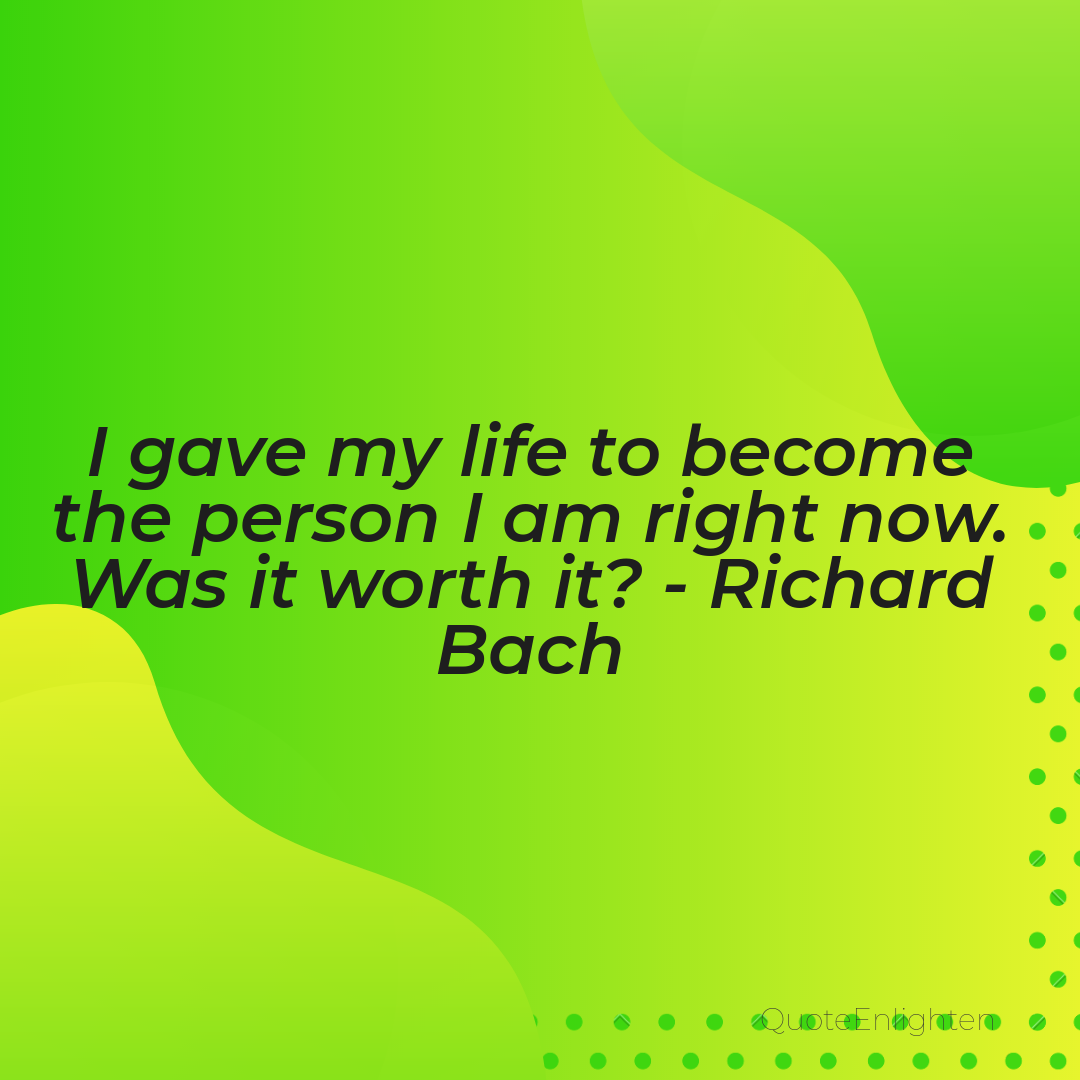 I gave my life to become
the person I am right now.
Was it worth it? - Richard
Bach
QuoteEnlighten